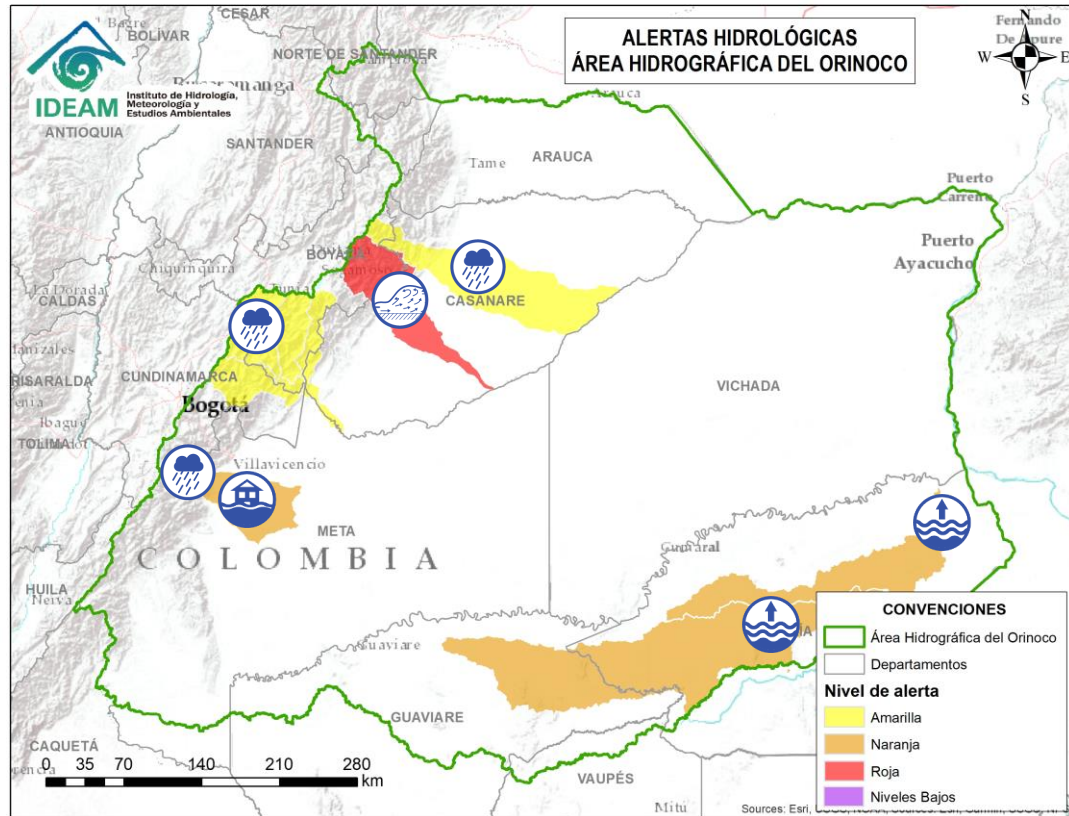 ALERTAS HIDROLÓGICAS
ÁREA HIDROGRÁFICA DEL ORINOCO
IDEAM
Instituto de Hidrología,
Meteorología y
Estudios Ambientales
N
W E
S
CESAR
BOLÍVAR
NORTE DE SANTANDER
Fernando
De Apure
ANTIOQUIA
SANTANDER
Arauca
Tame
ARAUCA
Puerto
Carreño
Puerto
Ayacucho
BOYACÁ
Chiquinquirá
La Dorada
CALDAS
Tunja
CASANARE
Manizales
RISARALDA
CUNDINAMARCA
Bogotá
VICHADA
Ibagué
TOLIMA
Villavicencio
META
COLOMBIA
Guaviare
HUILA
Neiva
GUAVIARE
CAQUETÁ
VAUPÉS
Mitú
0 35 70 140 210 280
km
CONVENCIONES
Área Hidrográfica del Orinoco
Departamentos
Nivel de alerta
Amarilla
Naranja
Roja
Niveles Bajos
Sources: Esri,